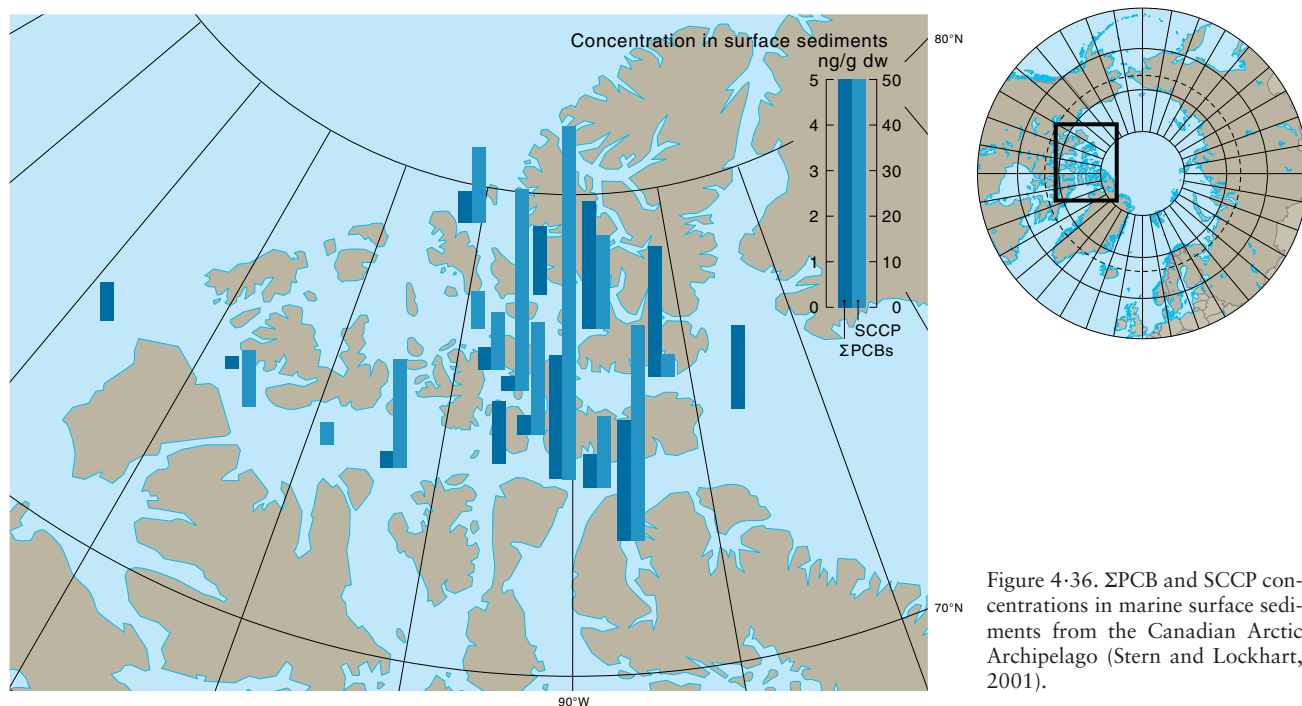 Concentration in surface sediments
ng/g dw
5 50
4 40
3 30
2 20
1 10
0 0
SCCP
ΣPCBs
80°N
70°N
90°W
Figure 4·36. ΣPCB and SCCP con-
centrations in marine surface sedi-
ments from the Canadian Arctic
Archipelago (Stern and Lockhart,
2001).